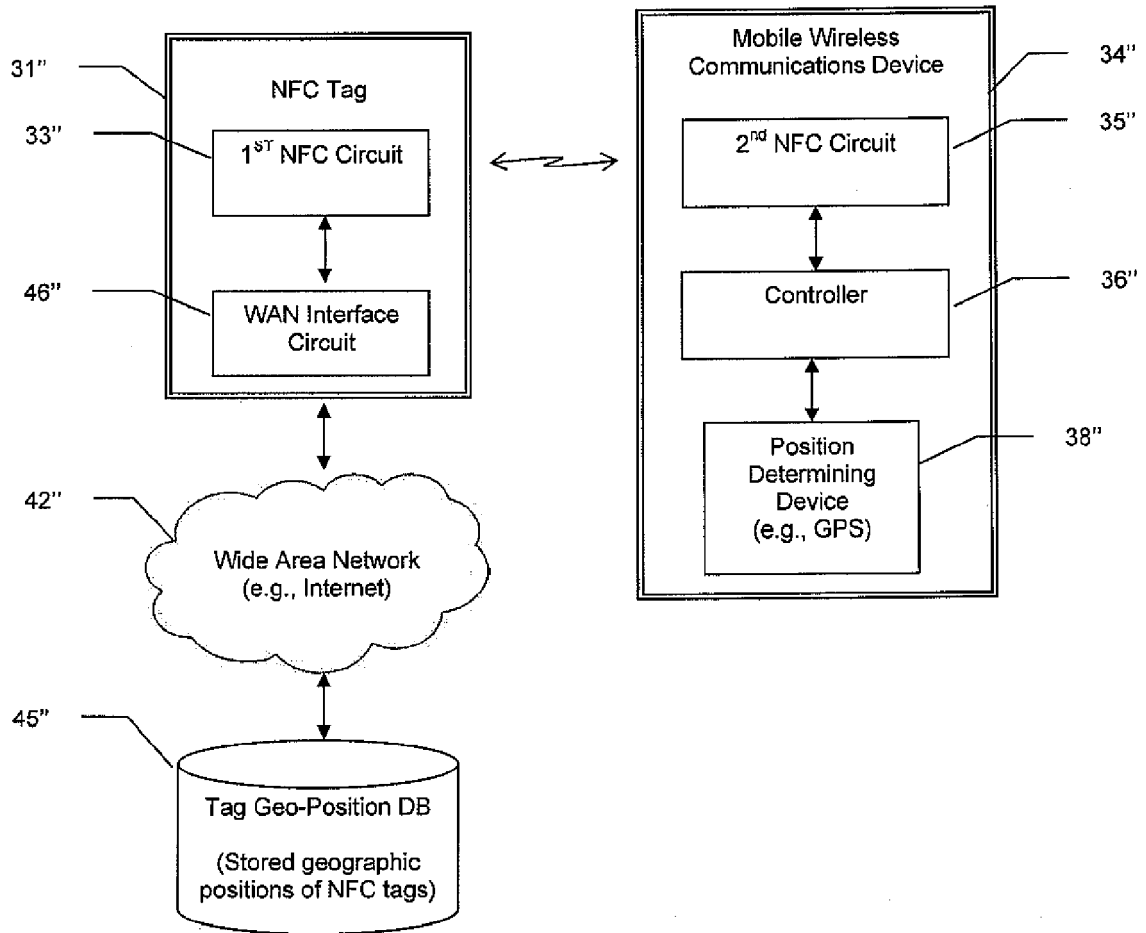 31”
NFC Tag
33”
1ST NFC Circuit
46”
WAN Interface
Circuit
Mobile Wireless
Communications Device
34”
2nd NFC Circuit
35”
Controller
36”
Position
Determining
Device
(e.g., GPS)
38”
42”
Wide Area Network
(e.g., Internet)
45”
Tag Geo-Position DB
(Stored geographic
positions of NFC tags)